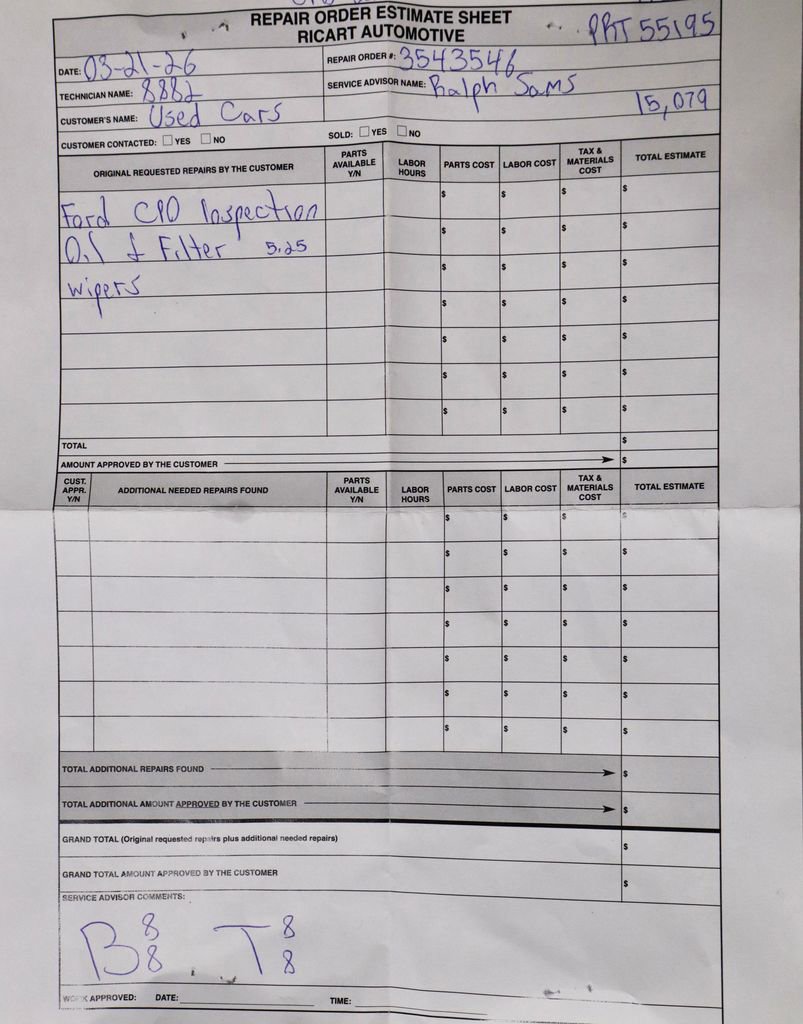 REPAIR ORDER ESTIMATE SHEET
RICART AUTOMOTIVE
PRT 55195
DATE: 03-21-26
REPAIR ORDER #: 3543546
TECHNICIAN NAME: 8882
SERVICE ADVISOR NAME: Ralph Sams
CUSTOMER'S NAME: Used Cars
15,079
CUSTOMER CONTACTED: ☐ YES ☐ NO
SOLD: ☐ YES ☐ NO
ORIGINAL REQUESTED REPAIRS BY THE CUSTOMER PARTS AVAILABLE Y/N LABOR HOURS PARTS COST LABOR COST TAX & MATERIALS COST TOTAL ESTIMATE
Ford CPO Inspection $ $ $ $
Oil & Filter 5.25 $ $ $ $
wipers $ $ $ $
$ $ $ $
$ $ $ $
$ $ $ $
$ $ $ $
TOTAL $
AMOUNT APPROVED BY THE CUSTOMER $
CUST. APPR. Y/N ADDITIONAL NEEDED REPAIRS FOUND PARTS AVAILABLE Y/N LABOR HOURS PARTS COST LABOR COST TAX & MATERIALS COST TOTAL ESTIMATE
$ $ $ $
$ $ $ $
$ $ $ $
$ $ $ $
$ $ $ $
$ $ $ $
$ $ $ $
TOTAL ADDITIONAL REPAIRS FOUND $
TOTAL ADDITIONAL AMOUNT APPROVED BY THE CUSTOMER $
GRAND TOTAL (Original requested repairs plus additional needed repairs) $
GRAND TOTAL AMOUNT APPROVED BY THE CUSTOMER $
SERVICE ADVISOR COMMENTS:
B 8 8 T 8 8
WORK APPROVED: DATE: TIME: